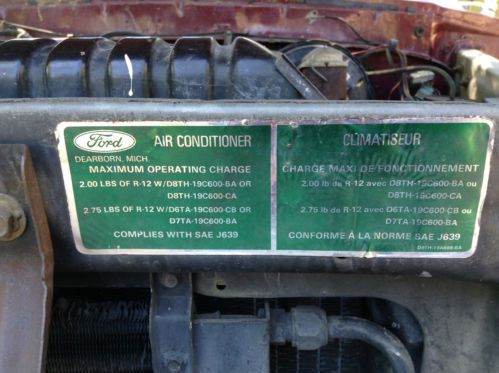 Ford AIR CONDITIONER
DEARBORN, MICH.
MAXIMUM OPERATING CHARGE
2.00 LBS OF R-12 W/D8TH-19C600-BA OR
D8TH-19C600-CA
2.75 LBS OF R-12 W/D6TA-19C600-CB OR
D7TA-19C600-BA
COMPLIES WITH SAE J639
CLIMATISEUR
CHARGE MAXI DE FONCTIONNEMENT
2.00 lb de R-12 avec D8TH-19C600-BA ou
D8TH-19C600-CA
2.75 lb de R-12 avec D6TA-19C600-CB ou
D7TA-19C600-BA
CONFORME À LA NORME SAE J639